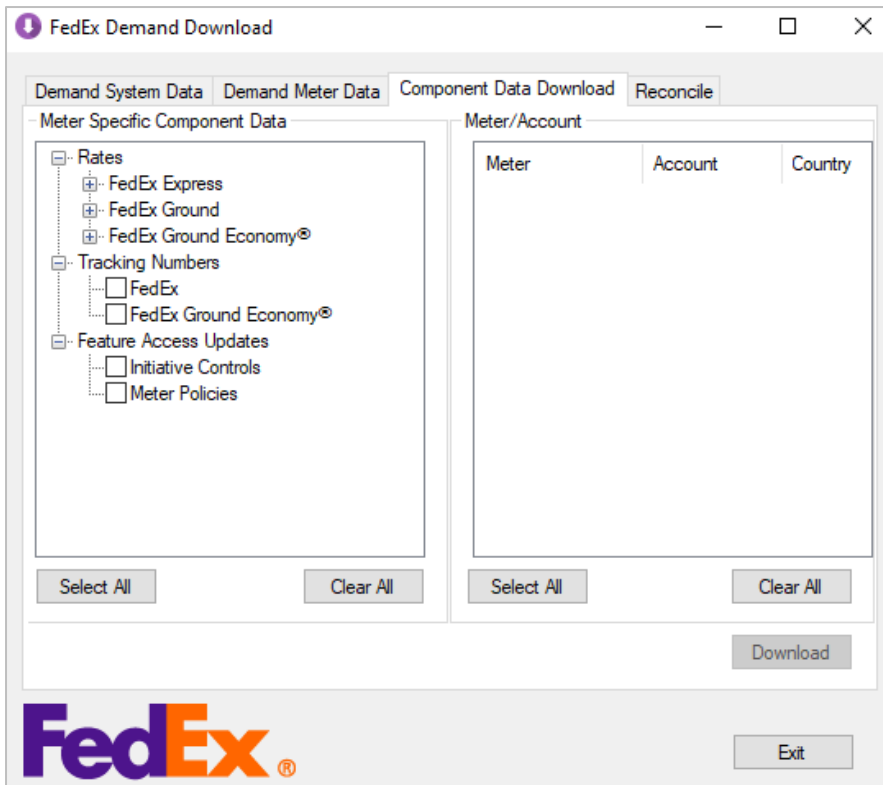 FedEx Demand Download
Demand System Data Demand Meter Data Component Data Download Reconcile
Meter Specific Component Data
Rates
FedEx Express
FedEx Ground
FedEx Ground Economy®
Tracking Numbers
FedEx
FedEx Ground Economy®
Feature Access Updates
Initiative Controls
Meter Policies
Select All Clear All
Meter/Account
Meter Account Country
Select All Clear All
Download
FedEx®
Exit